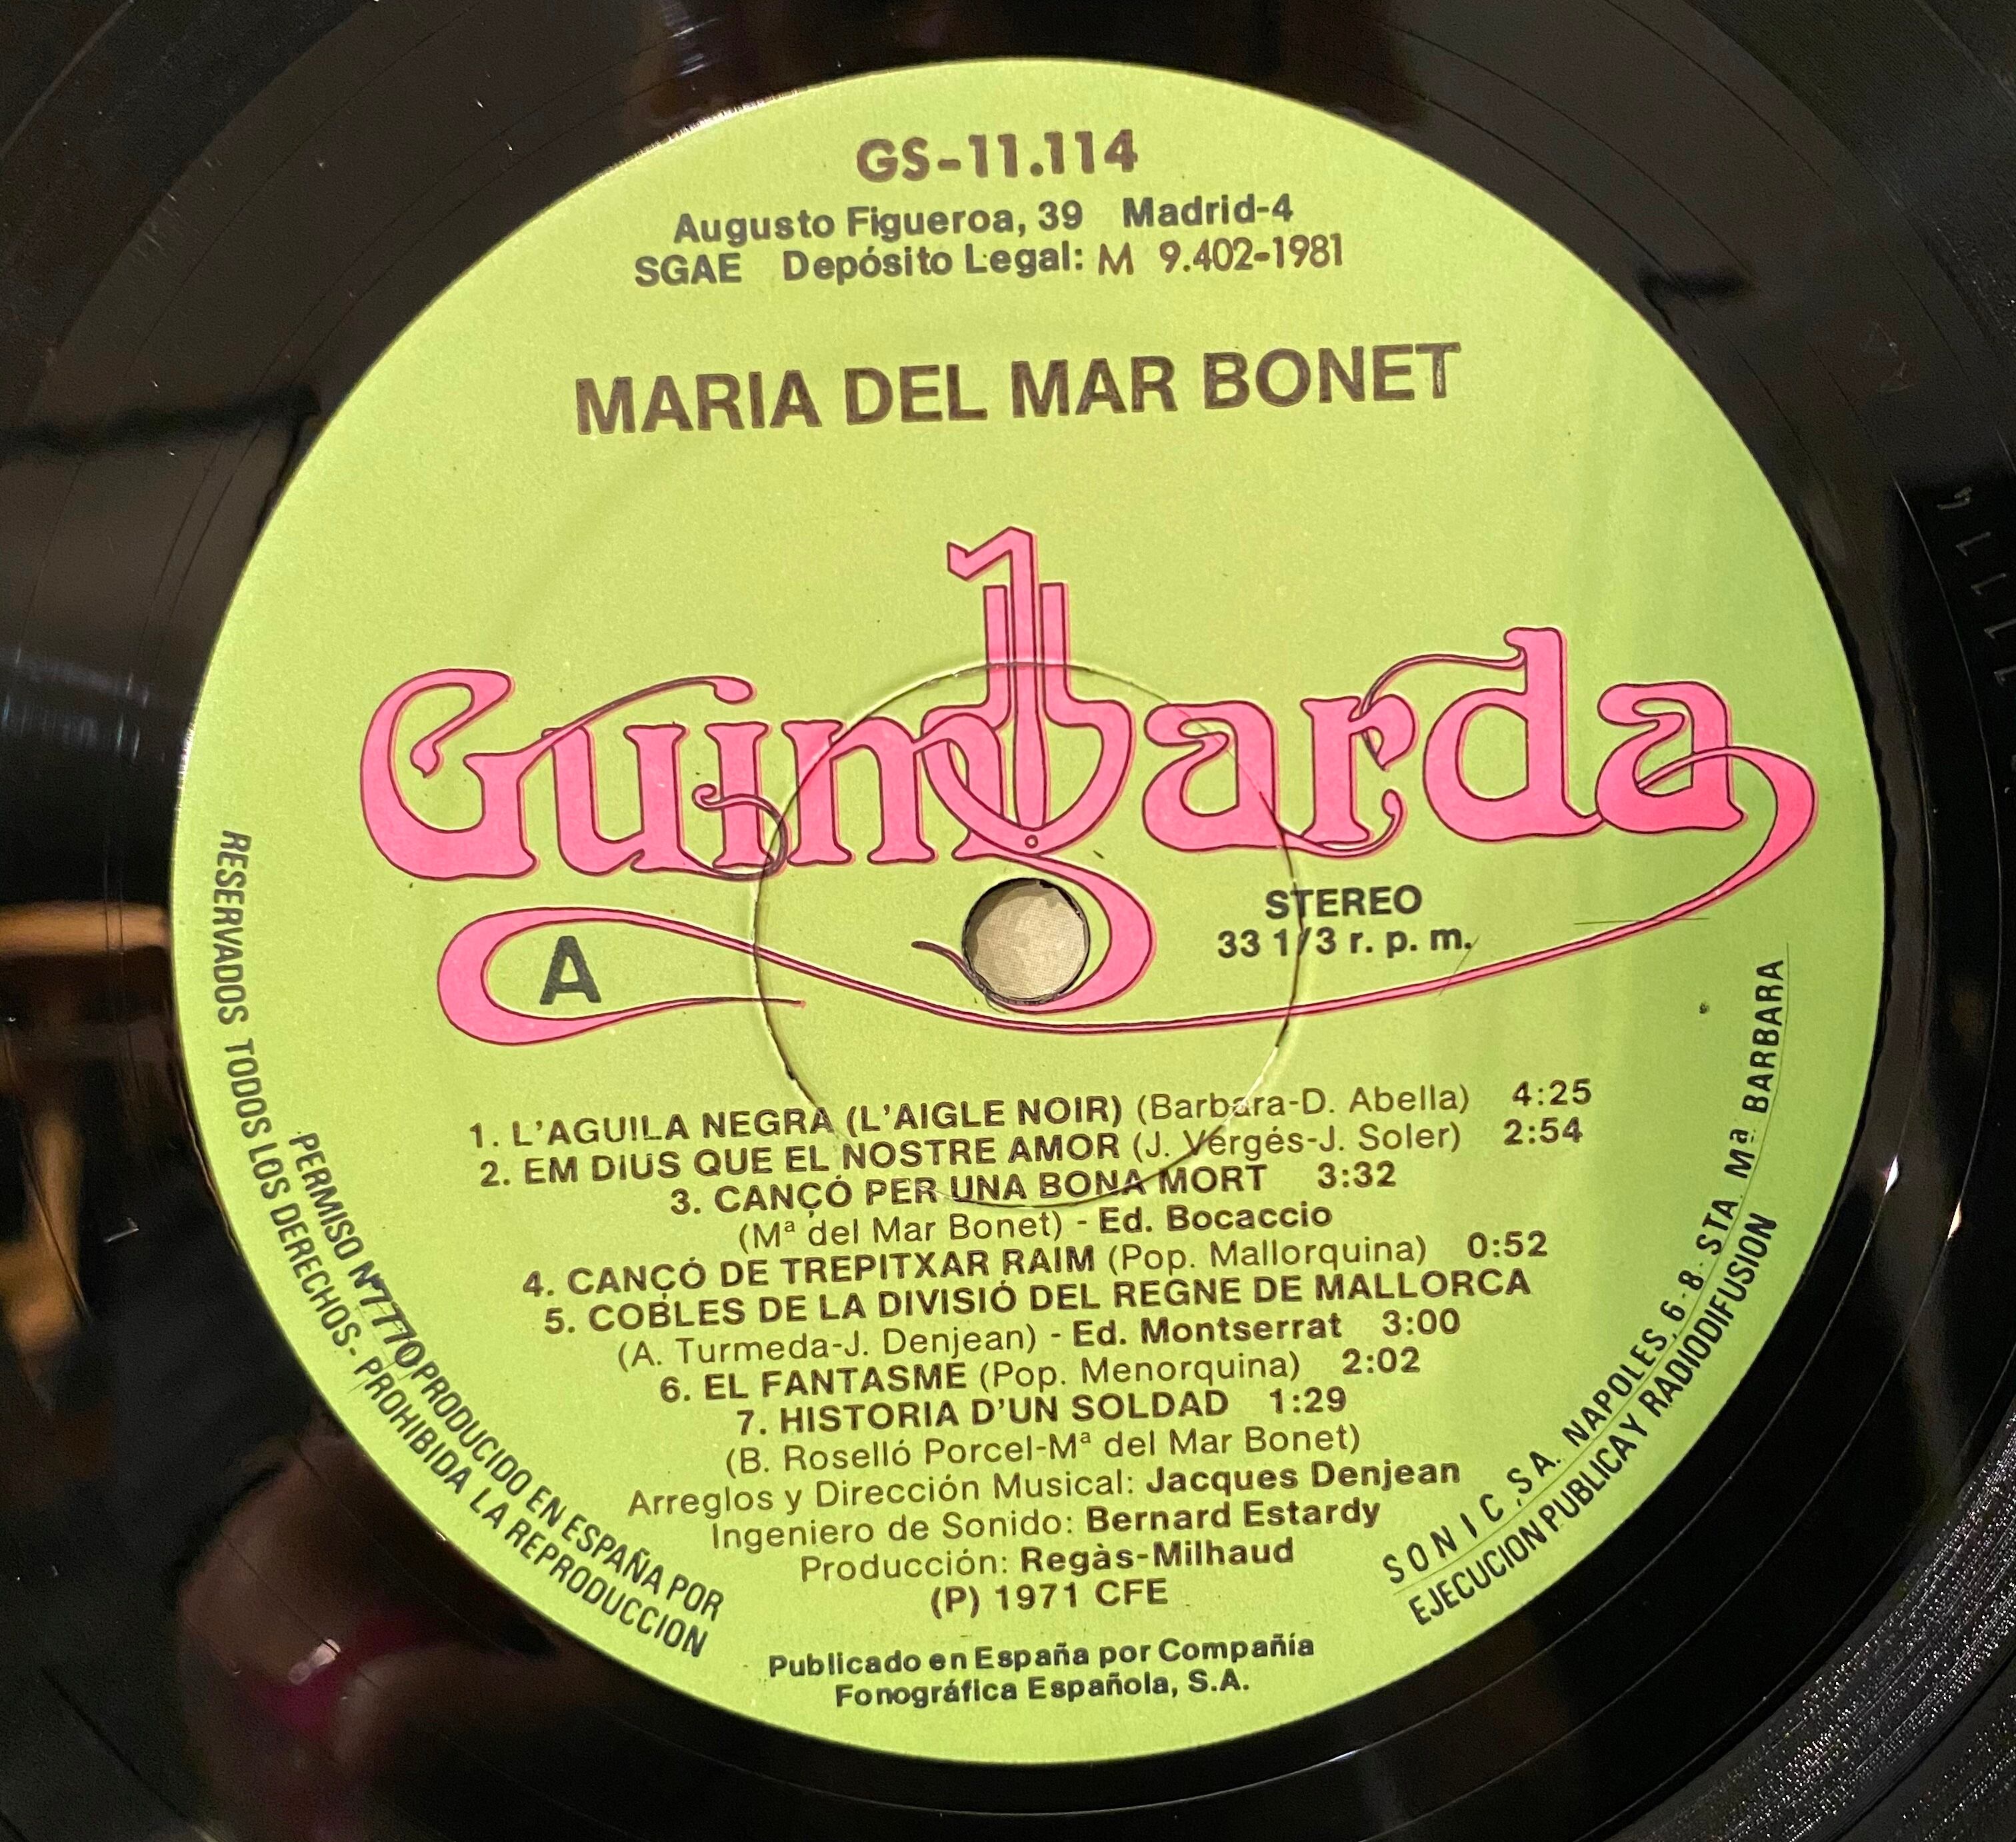 GS-11.114
Augusto Figueroa, 39 Madrid-4
SGAE Depósito Legal: M 9.402-1981
MARIA DEL MAR BONET
Guimbarda
A
STEREO
33 1/3 r. p. m.
1. L'AGUILA NEGRA (L'AIGLE NOIR) (Barbara-D. Abella) 4:25
2. EM DIUS QUE EL NOSTRE AMOR (J. Vergés-J. Soler) 2:54
3. CANÇÓ PER UNA BONA MORT 3:32
(Mª del Mar Bonet) - Ed. Bocaccio
4. CANÇÓ DE TREPITXAR RAIM (Pop. Mallorquina) 0:52
5. COBLES DE LA DIVISIÓ DEL REGNE DE MALLORCA
(A. Turmeda-J. Denjean) - Ed. Montserrat 3:00
6. EL FANTASME (Pop. Menorquina) 2:02
7. HISTORIA D'UN SOLDAD 1:29
(B. Roselló Porcel-Mª del Mar Bonet)
Arreglos y Dirección Musical: Jacques Denjean
Ingeniero de Sonido: Bernard Estardy
Producción: Regàs-Milhaud
(P) 1971 CFE
Publicado en España por Compañía
Fonográfica Española, S.A.
RESERVADOS TODOS LOS DERECHOS - PROHIBIDA LA REPRODUCCION
PERMISO Nº 7770 PRODUCIDO EN ESPAÑA POR
SONIC, S.A. NAPOLES, 6-8 - STA. Mª BARBARA
EJECUCION PUBLICA Y RADIODIFUSION